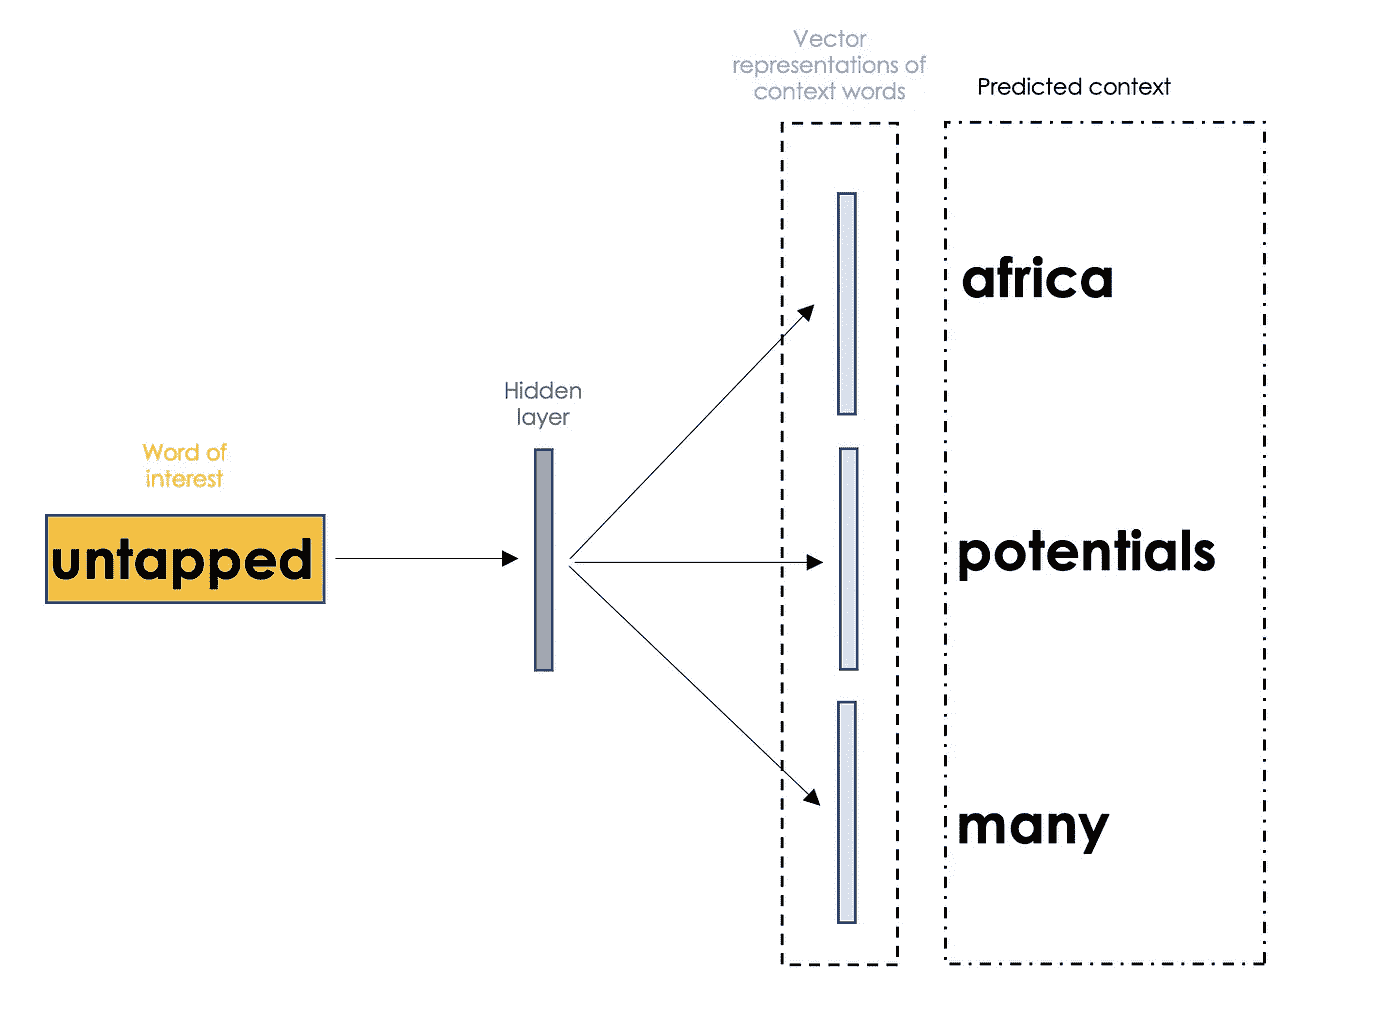 Vector
representations of
context words
Predicted context
africa
Hidden
layer
Word of
interest
untapped
potentials
many